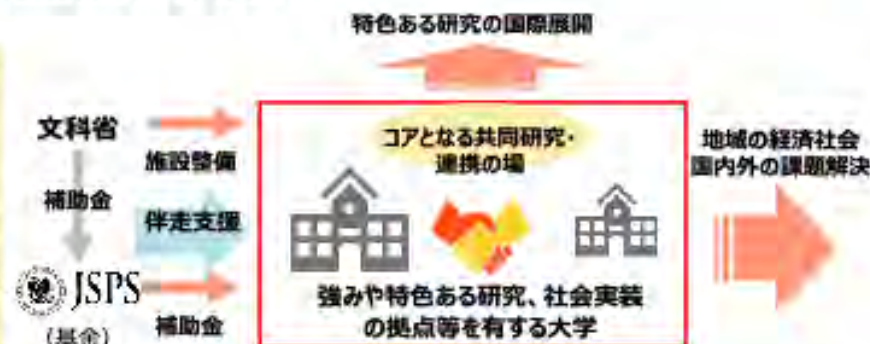 特色ある研究の国際展開
文科省
施設整備
補助金
伴走支援
JSPS
(基金)
補助金
コアとなる共同研究・
連携の場
強みや特色ある研究、社会実装
の拠点等を有する大学
地域の経済社会
国内外の課題解決